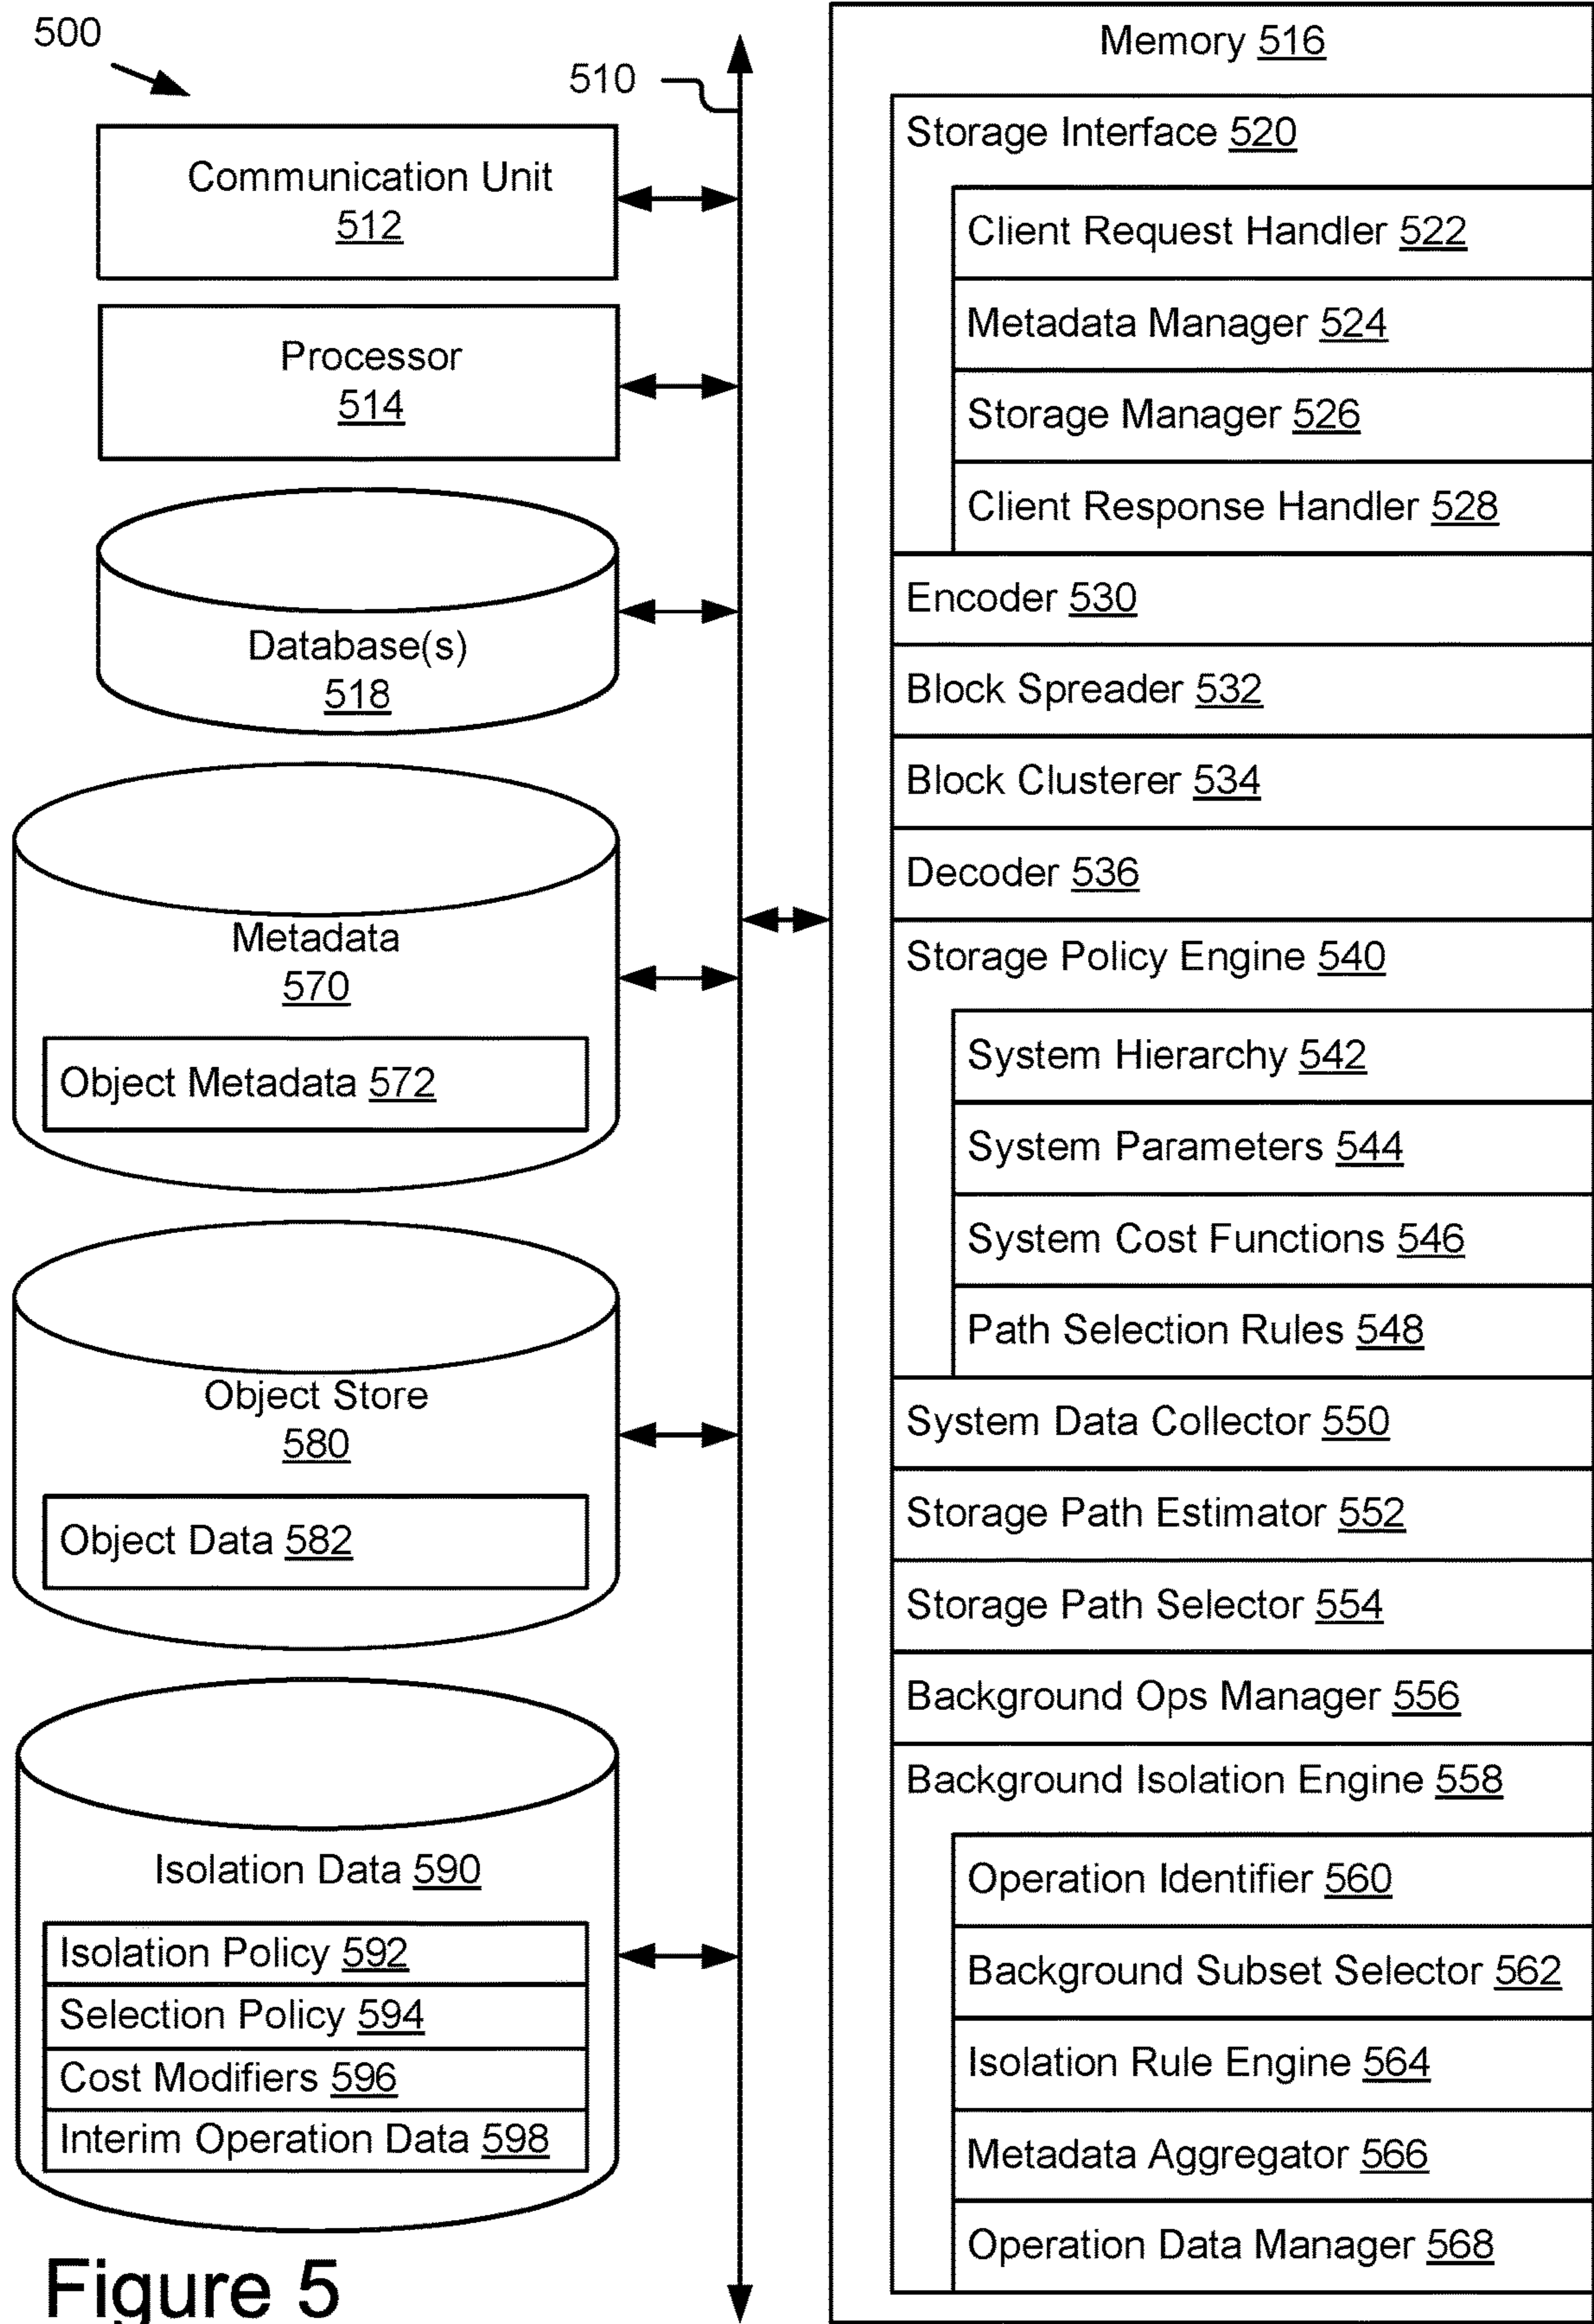 500
510
Communication Unit
512
Processor
514
Database(s)
518
Metadata
570
Object Metadata 572
Object Store
580
Object Data 582
Isolation Data 590
Isolation Policy 592
Selection Policy 594
Cost Modifiers 596
Interim Operation Data 598
Figure 5
Memory 516
Storage Interface 520
Client Request Handler 522
Metadata Manager 524
Storage Manager 526
Client Response Handler 528
Encoder 530
Block Spreader 532
Block Clusterer 534
Decoder 536
Storage Policy Engine 540
System Hierarchy 542
System Parameters 544
System Cost Functions 546
Path Selection Rules 548
System Data Collector 550
Storage Path Estimator 552
Storage Path Selector 554
Background Ops Manager 556
Background Isolation Engine 558
Operation Identifier 560
Background Subset Selector 562
Isolation Rule Engine 564
Metadata Aggregator 566
Operation Data Manager 568